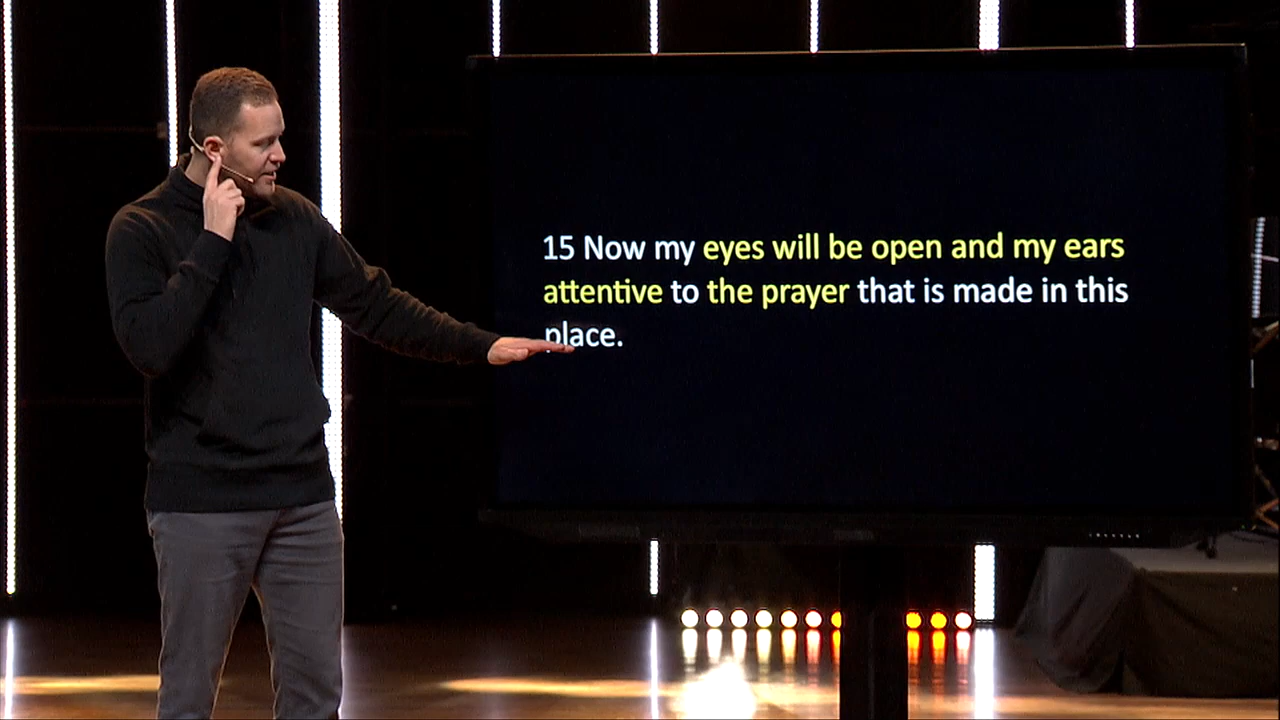 15 Now my eyes will be open and my ears
attentive to the prayer that is made in this
place.